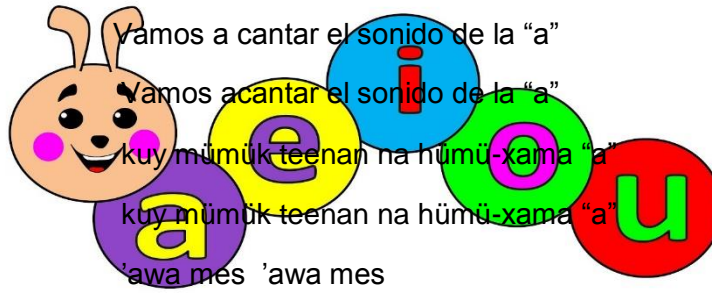 Vamos a cantar el sonido de la “a”
Vamos acantar el sonido de la “a”
kuy mümük teenan na hümü-xama “a”
kuy mümük teenan na hümü-xama “a”
’awa mes ’awa mes
a e i o u